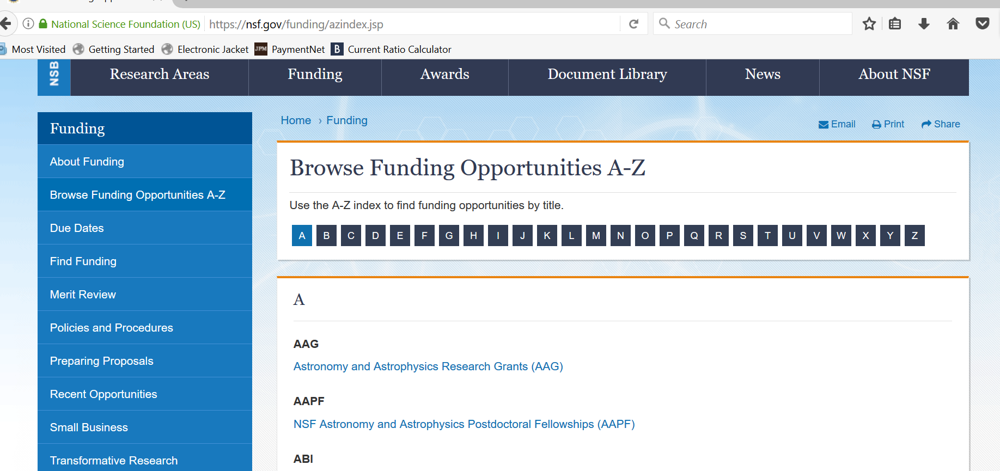 National Science Foundation (US)
https://nsf.gov/funding/azindex.jsp
Search
Most Visited
Getting Started
Electronic Jacket
JPM
PaymentNet
B
Current Ratio Calculator
NSB
Research Areas
Funding
Awards
Document Library
News
About NSF
Funding
About Funding
Browse Funding Opportunities A-Z
Due Dates
Find Funding
Merit Review
Policies and Procedures
Preparing Proposals
Recent Opportunities
Small Business
Transformative Research
Home › Funding
Email
Print
Share
Browse Funding Opportunities A-Z
Use the A-Z index to find funding opportunities by title.
A B C D E F G H I J K L M N O P Q R S T U V W X Y Z
A
AAG
Astronomy and Astrophysics Research Grants (AAG)
AAPF
NSF Astronomy and Astrophysics Postdoctoral Fellowships (AAPF)
ABI